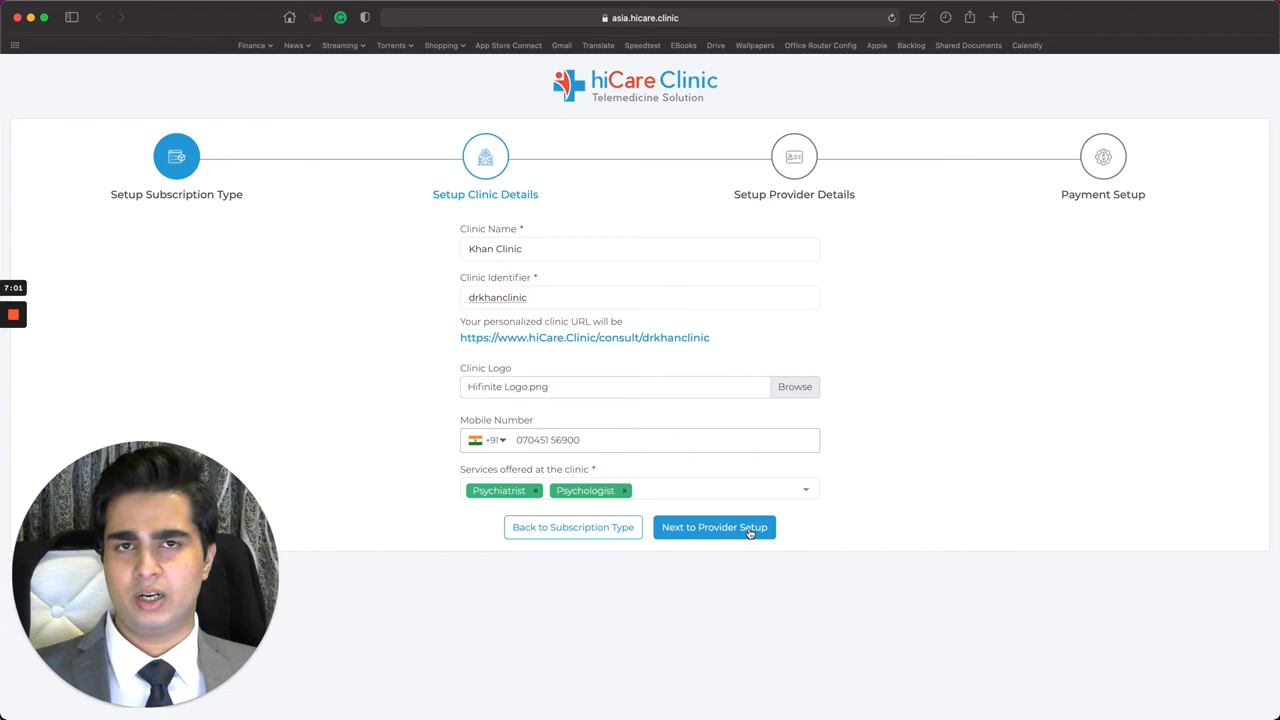 asia.hicare.clinic
Finance News Streaming Torrents Shopping App Store Connect Gmail Translate Speedtest EBooks Drive Wallpapers Office Router Config Apple Backlog Shared Documents Calendly
hiCare Clinic
Telemedicine Solution
Setup Subscription Type Setup Clinic Details Setup Provider Details Payment Setup
Clinic Name *
Khan Clinic
Clinic Identifier *
7:01
drkhanclinic
Your personalized clinic URL will be
https://www.hiCare.Clinic/consult/drkhanclinic
Clinic Logo
Hifinite Logo.png Browse
Mobile Number
+91 070451 56900
Services offered at the clinic *
Psychiatrist × Psychologist ×
Back to Subscription Type Next to Provider Setup